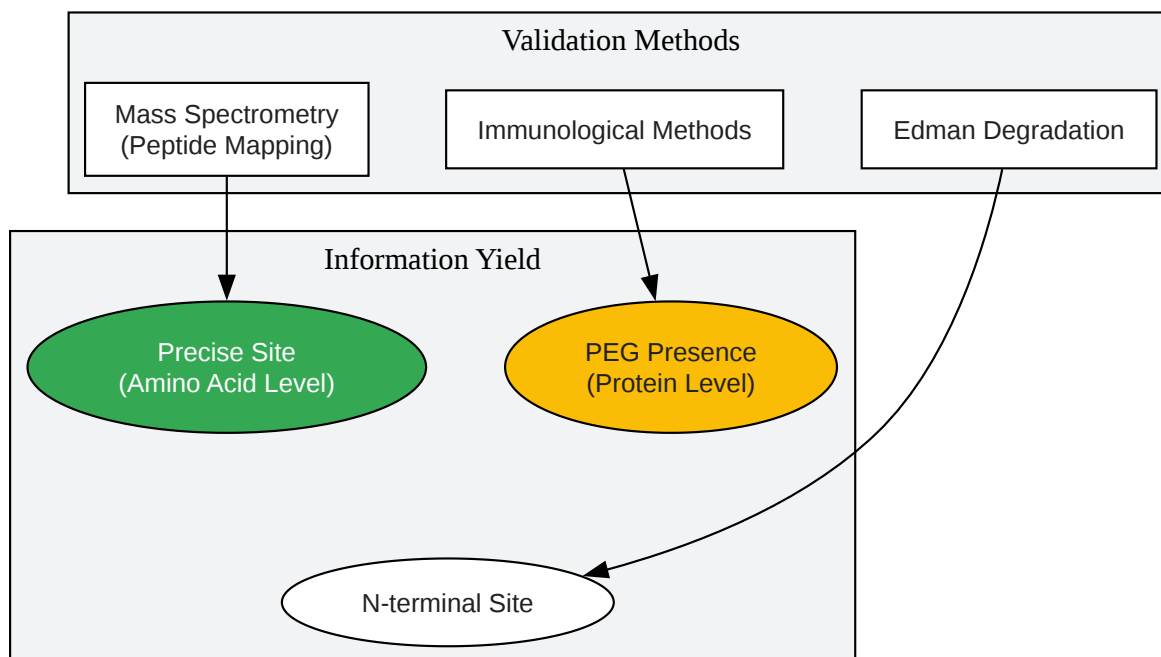 Validation Methods
Mass Spectrometry
(Peptide Mapping)
Immunological Methods
Edman Degradation
Information Yield
Precise Site
(Amino Acid Level)
PEG Presence
(Protein Level)
N-terminal Site